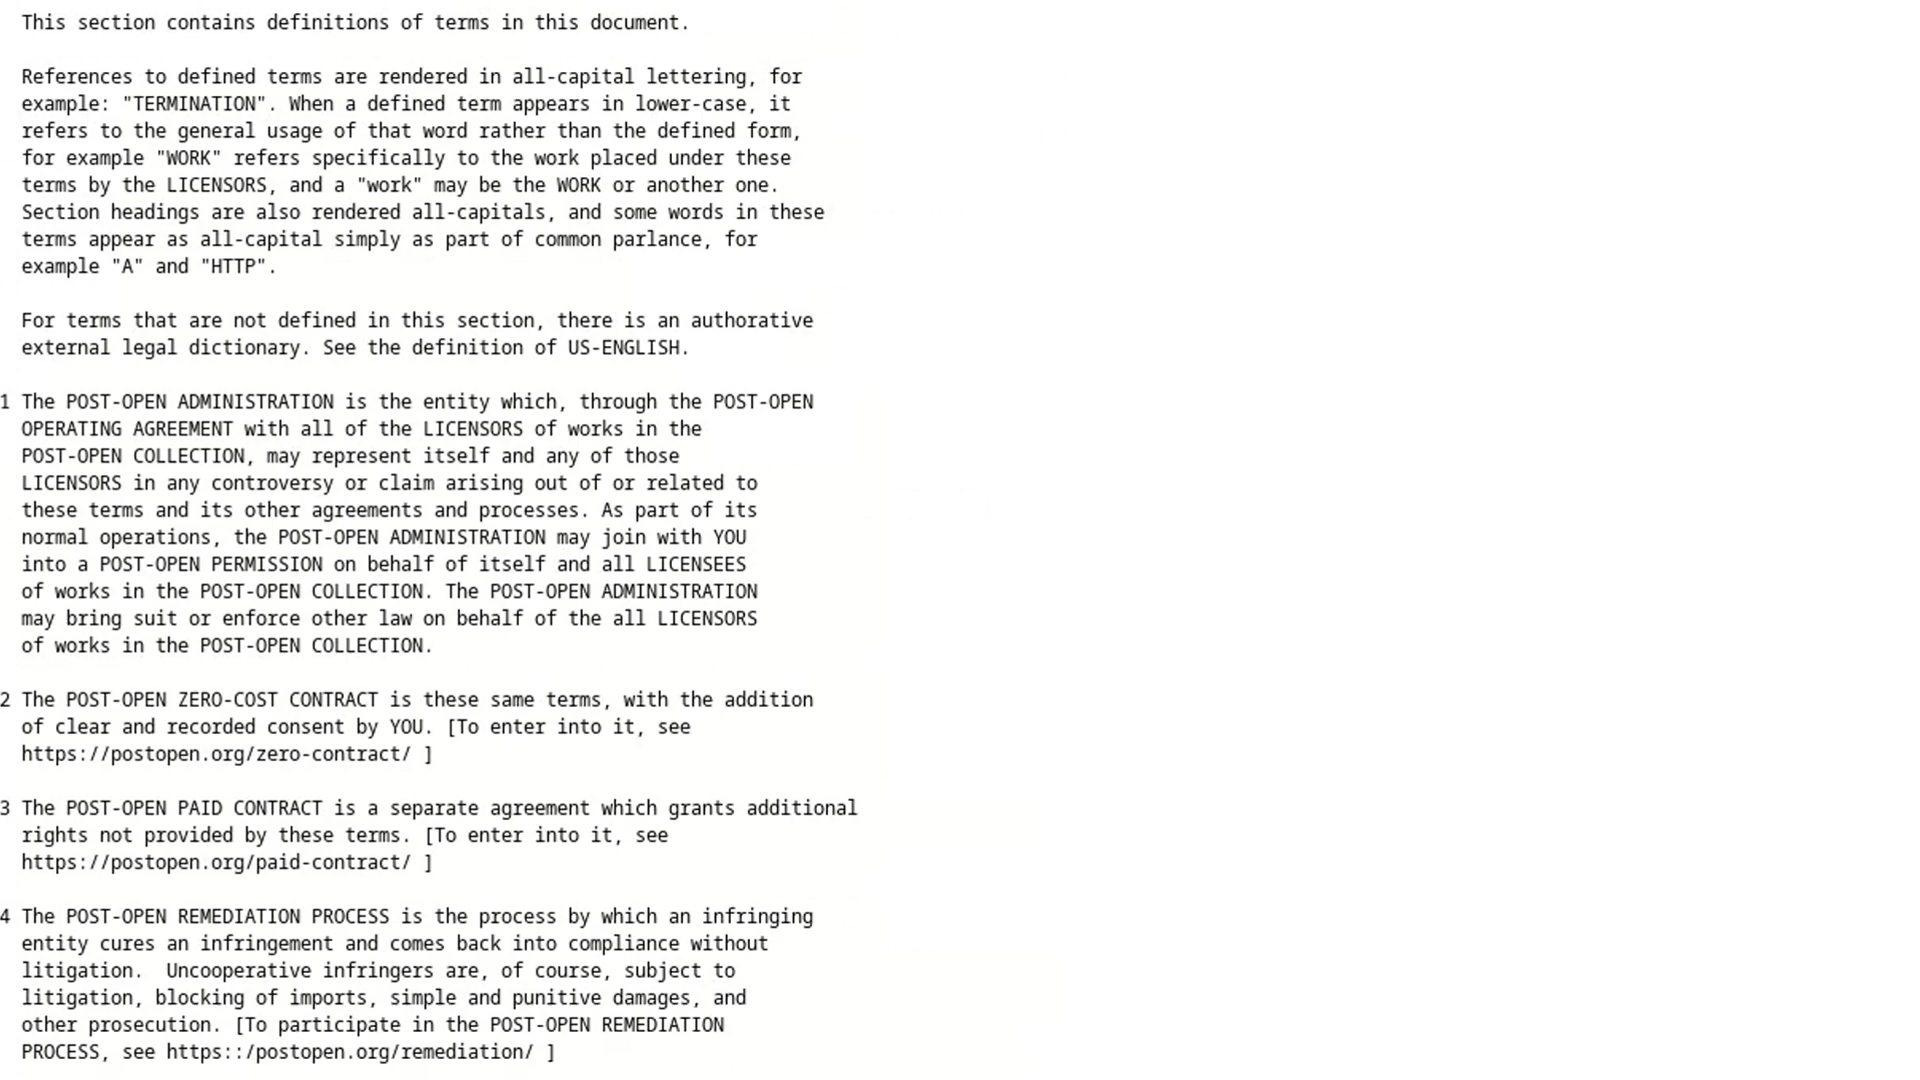 This section contains definitions of terms in this document.
References to defined terms are rendered in all-capital lettering, for
example: "TERMINATION". When a defined term appears in lower-case, it
refers to the general usage of that word rather than the defined form,
for example "WORK" refers specifically to the work placed under these
terms by the LICENSORS, and a "work" may be the WORK or another one.
Section headings are also rendered all-capitals, and some words in these
terms appear as all-capital simply as part of common parlance, for
example "A" and "HTTP".
For terms that are not defined in this section, there is an authorative
external legal dictionary. See the definition of US-ENGLISH.
1 The POST-OPEN ADMINISTRATION is the entity which, through the POST-OPEN
OPERATING AGREEMENT with all of the LICENSORS of works in the
POST-OPEN COLLECTION, may represent itself and any of those
LICENSORS in any controversy or claim arising out of or related to
these terms and its other agreements and processes. As part of its
normal operations, the POST-OPEN ADMINISTRATION may join with YOU
into a POST-OPEN PERMISSION on behalf of itself and all LICENSEES
of works in the POST-OPEN COLLECTION. The POST-OPEN ADMINISTRATION
may bring suit or enforce other law on behalf of the all LICENSORS
of works in the POST-OPEN COLLECTION.
2 The POST-OPEN ZERO-COST CONTRACT is these same terms, with the addition
of clear and recorded consent by YOU. [To enter into it, see
https://postopen.org/zero-contract/ ]
3 The POST-OPEN PAID CONTRACT is a separate agreement which grants additional
rights not provided by these terms. [To enter into it, see
https://postopen.org/paid-contract/ ]
4 The POST-OPEN REMEDIATION PROCESS is the process by which an infringing
entity cures an infringement and comes back into compliance without
litigation.  Uncooperative infringers are, of course, subject to
litigation, blocking of imports, simple and punitive damages, and
other prosecution. [To participate in the POST-OPEN REMEDIATION
PROCESS, see https::/postopen.org/remediation/ ]